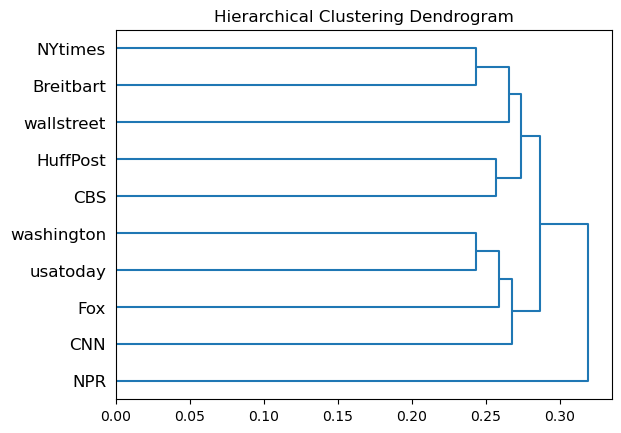 Hierarchical Clustering Dendrogram
NYtimes
Breitbart
wallstreet
HuffPost
CBS
washington
usatoday
Fox
CNN
NPR
0.00 0.05 0.10 0.15 0.20 0.25 0.30